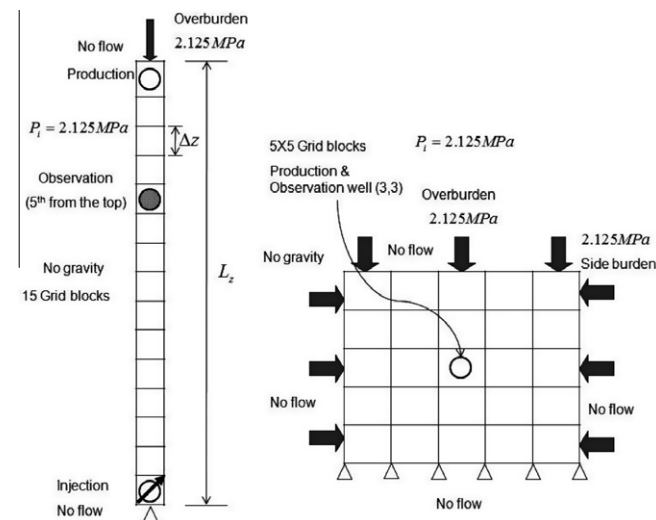 Overburden
2.125MPa
No flow
Production
P_i = 2.125MPa
Δz
Observation
(5th from the top)
No gravity
15 Grid blocks
L_z
Injection
No flow
5X5 Grid blocks
P_i = 2.125MPa
Production &
Observation well (3,3)
Overburden
2.125MPa
No gravity
No flow
2.125MPa
Side burden
No flow
No flow
No flow